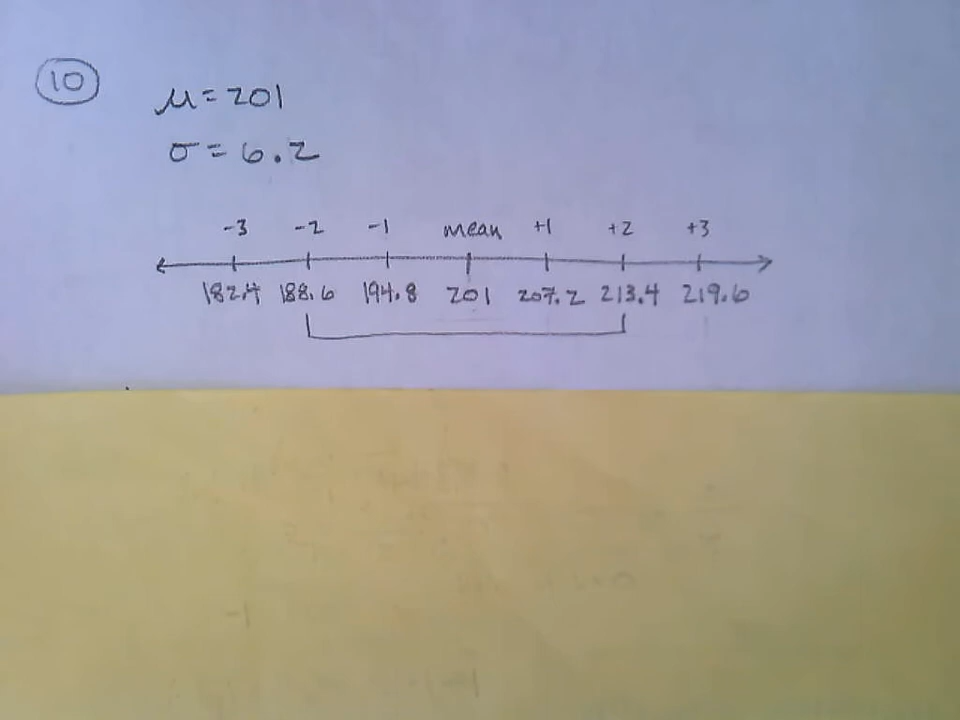 10
μ = 201
σ = 6.2
-3 -2 -1 mean +1 +2 +3
182.4 188.6 194.8 201 207.2 213.4 219.6